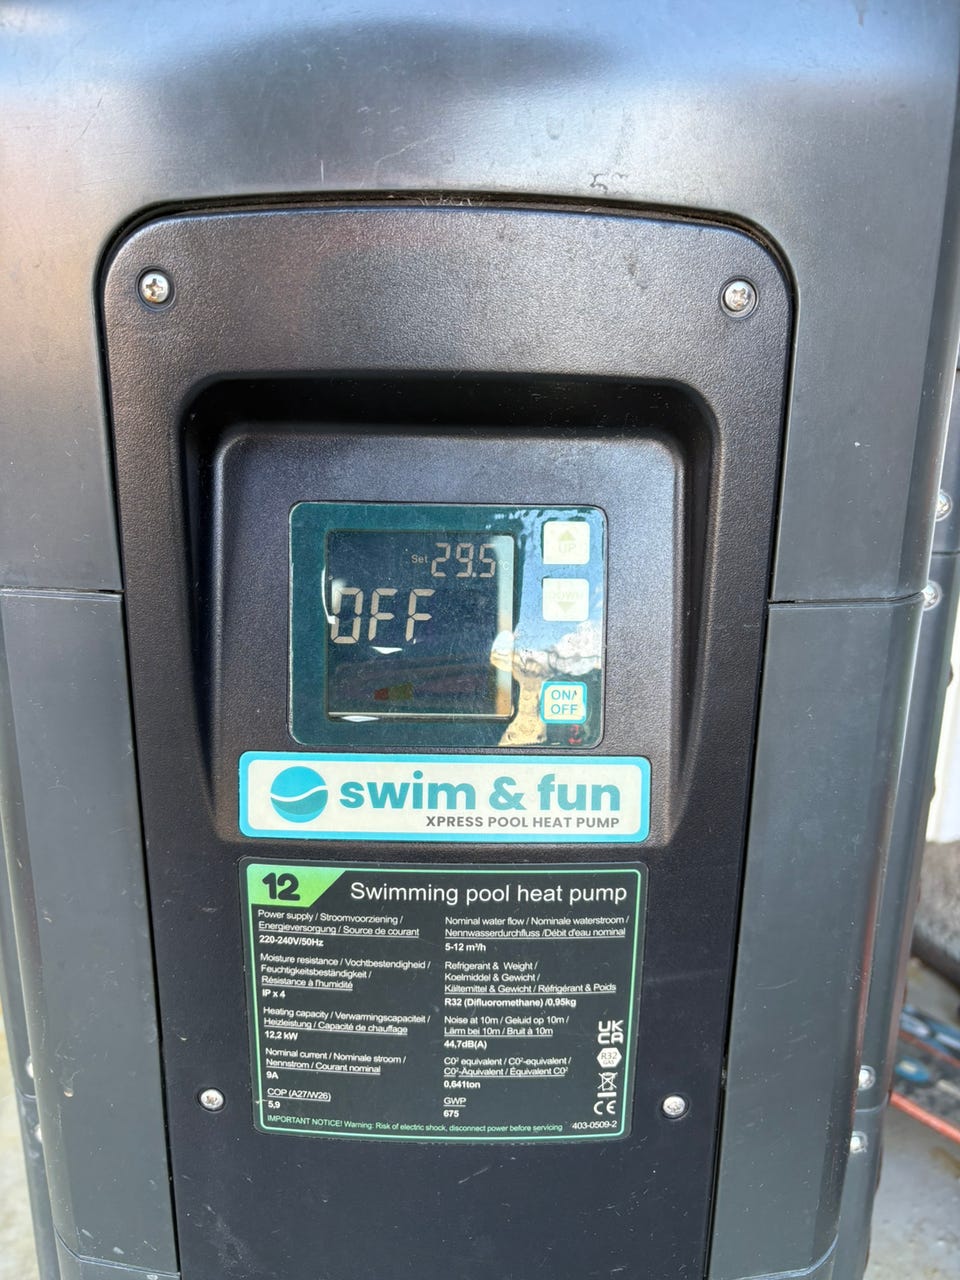 Set 29.5
OFF
UP
DOWN
ON/
OFF
swim & fun
XPRESS POOL HEAT PUMP
12
Swimming pool heat pump
Power supply / Stroomvoorziening /
Energieversorgung / Source de courant
220-240V/50Hz
Moisture resistance / Vochtbestendigheid /
Feuchtigkeitsbeständigkeit /
Résistance à l'humidité
IP x 4
Heating capacity / Verwarmingscapaciteit /
Heizleistung / Capacité de chauffage
12,2 kW
Nominal current / Nominale stroom /
Nennstrom / Courant nominal
9A
COP (A27/W26)
5,9
Nominal water flow / Nominale waterstroom /
Nennwasserdurchfluss /Débit d'eau nominal
5-12 m³/h
Refrigerant & Weight /
Koelmiddel & Gewicht /
Kältemittel & Gewicht / Réfrigérant & Poids
R32 (Difluoromethane) /0,95kg
Noise at 10m / Geluid op 10m /
Lärm bei 10m / Bruit à 10m
44,7dB(A)
C0² equivalent / C0²-equivalent /
C0²-Äquivalent / Équivalent C0²
0,641ton
GWP
675
UK
CA
R32
GAS
CE
IMPORTANT NOTICE! Warning: Risk of electric shock, disconnect power before servicing
403-0509-2